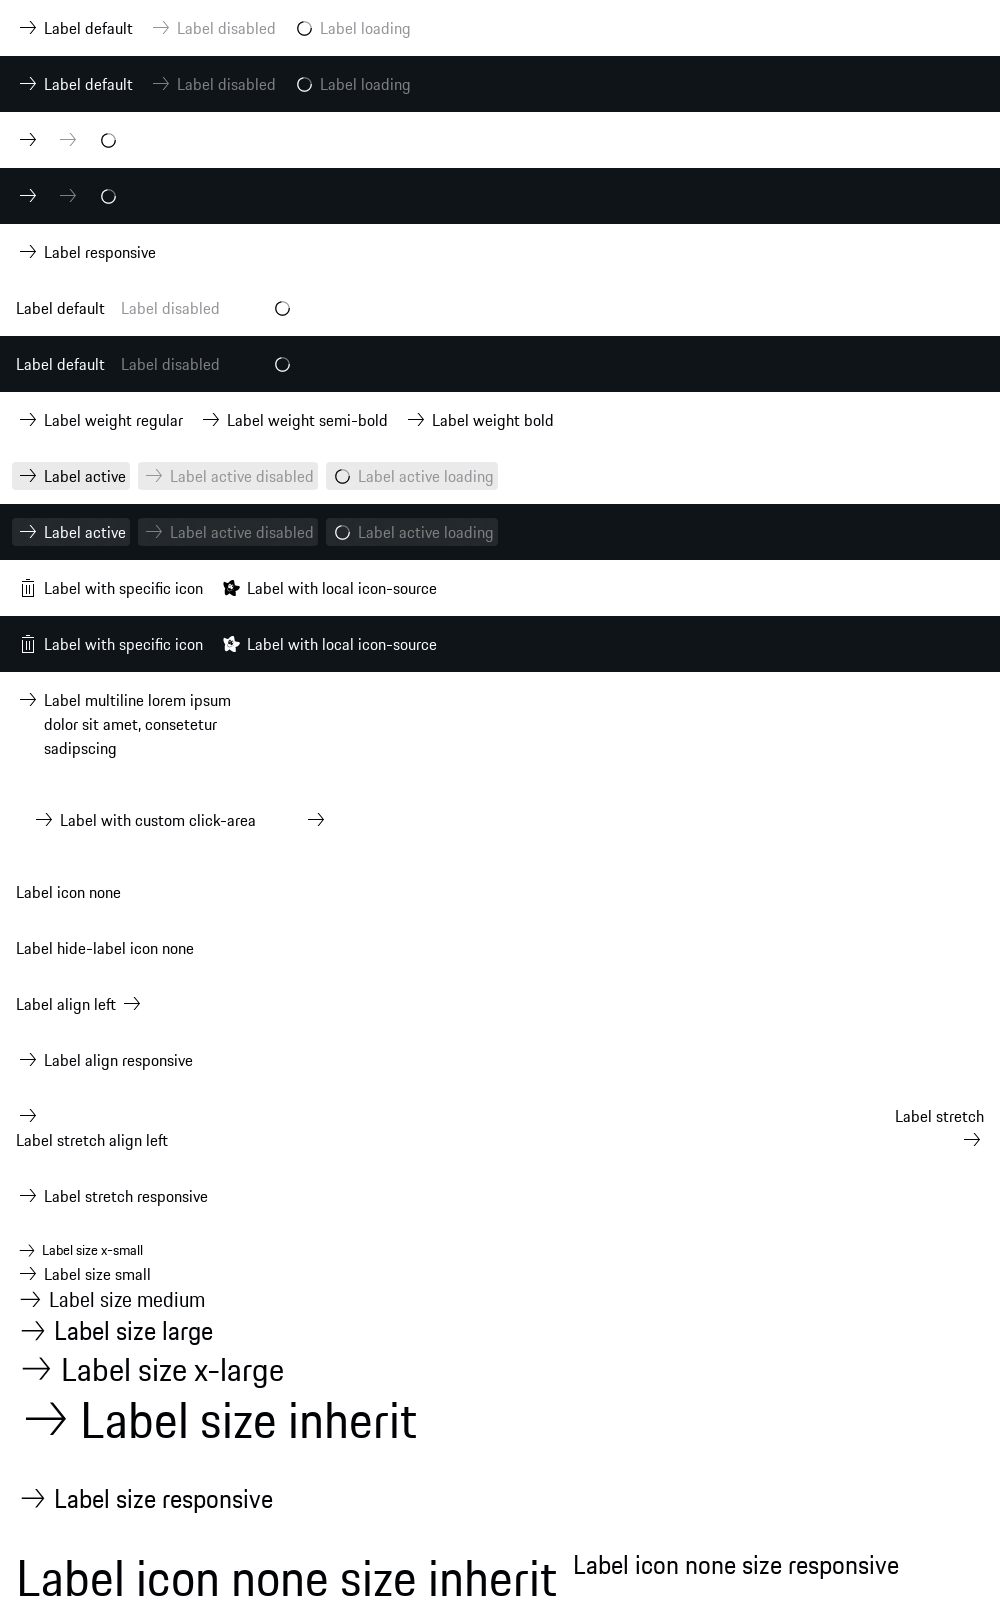 Label default Label disabled Label loading
Label default Label disabled Label loading
Label responsive
Label default Label disabled
Label default Label disabled
Label weight regular Label weight semi-bold Label weight bold
Label active Label active disabled Label active loading
Label active Label active disabled Label active loading
Label with specific icon Label with local icon-source
Label with specific icon Label with local icon-source
Label multiline lorem ipsum
dolor sit amet, consetetur
sadipscing
Label with custom click-area
Label icon none
Label hide-label icon none
Label align left
Label align responsive
Label stretch
Label stretch align left
Label stretch responsive
Label size x-small
Label size small
Label size medium
Label size large
Label size x-large
Label size inherit
Label size responsive
Label icon none size inherit Label icon none size responsive